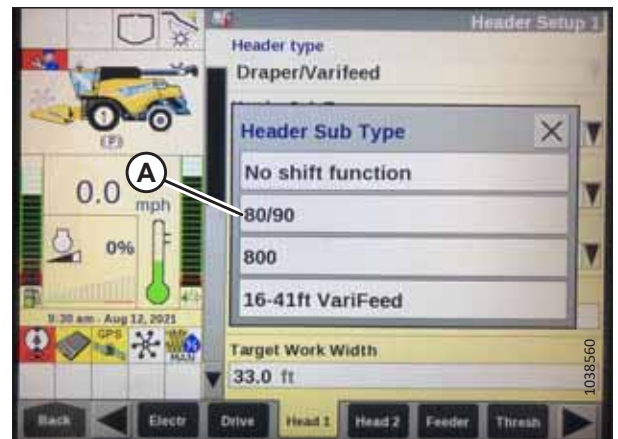 Header Setup 1
Header type
Draper/Varifeed
Header Sub Type
No shift function
80/90
800
16-41ft VariFeed
Target Work Width
33.0 ft
A
1
(F)
0.0 mph
0%
9:30 am - Aug 12, 2021
GPS
MAN
Back
Electr
Drive
Head 1
Head 2
Feeder
Thresh
1038560